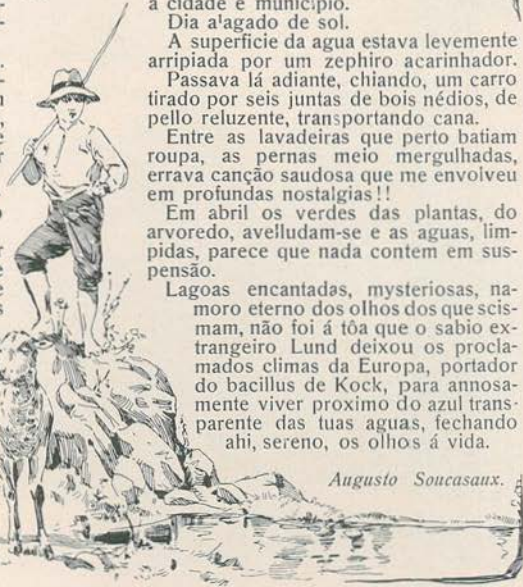 a cidade e municipio.
Dia alagado de sol.
A superficie da agua estava levemente
arripiada por um zephiro acarinhador.
Passava lá adiante, chiando, um carro
tirado por seis juntas de bois nédios, de
pello reluzente, transportando cana.
Entre as lavadeiras que perto batiam
roupa, as pernas meio mergulhadas,
errava canção saudosa que me envolveu
em profundas nostalgias!!
Em abril os verdes das plantas, do
arvoredo, avelludam-se e as aguas, lim-
pidas, parece que nada contem em sus-
pensão.
Lagoas encantadas, mysteriosas, na-
moro eterno dos olhos dos que scis-
mam, não foi á tôa que o sabio ex-
trangeiro Lund deixou os procla-
mados climas da Europa, portador
do bacillus de Kock, para annosa-
mente viver proximo do azul trans-
parente das tuas aguas, fechando
ahi, sereno, os olhos á vida.
Augusto Soucasaux.